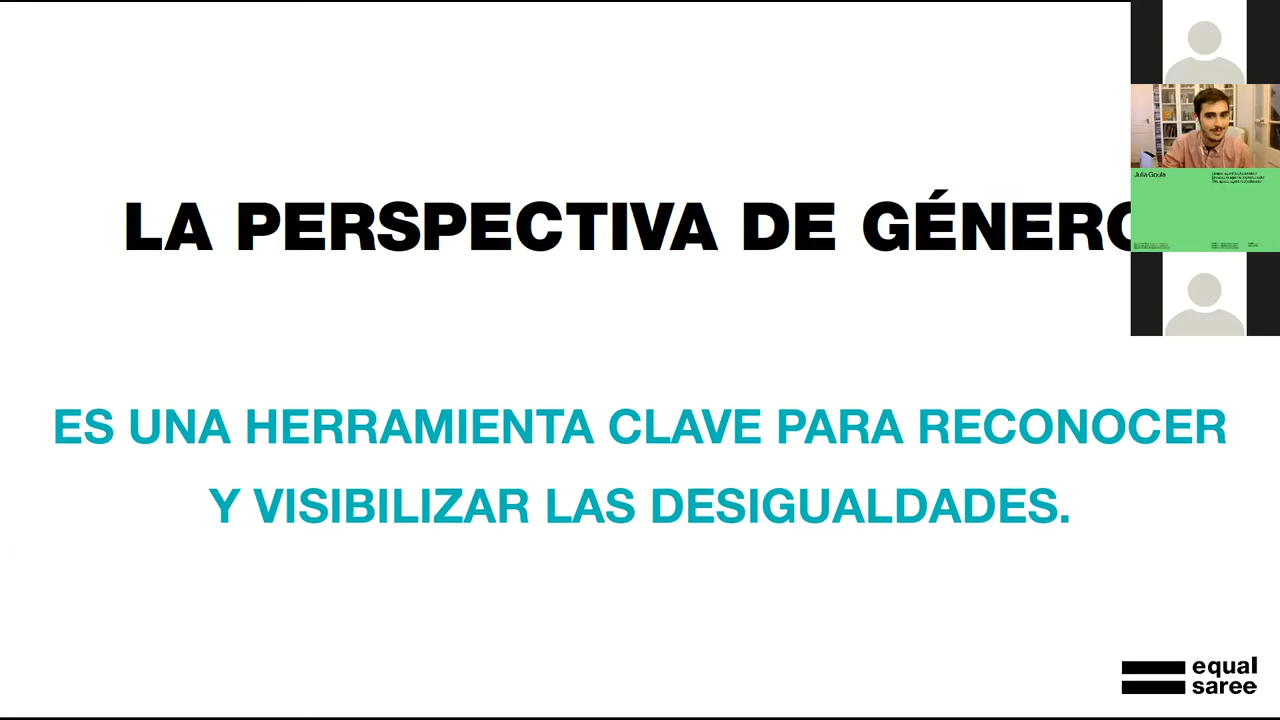 LA PERSPECTIVA DE GÉNERO
Julia Goula
ES UNA HERRAMIENTA CLAVE PARA RECONOCER
Y VISIBILIZAR LAS DESIGUALDADES.
equal
saree